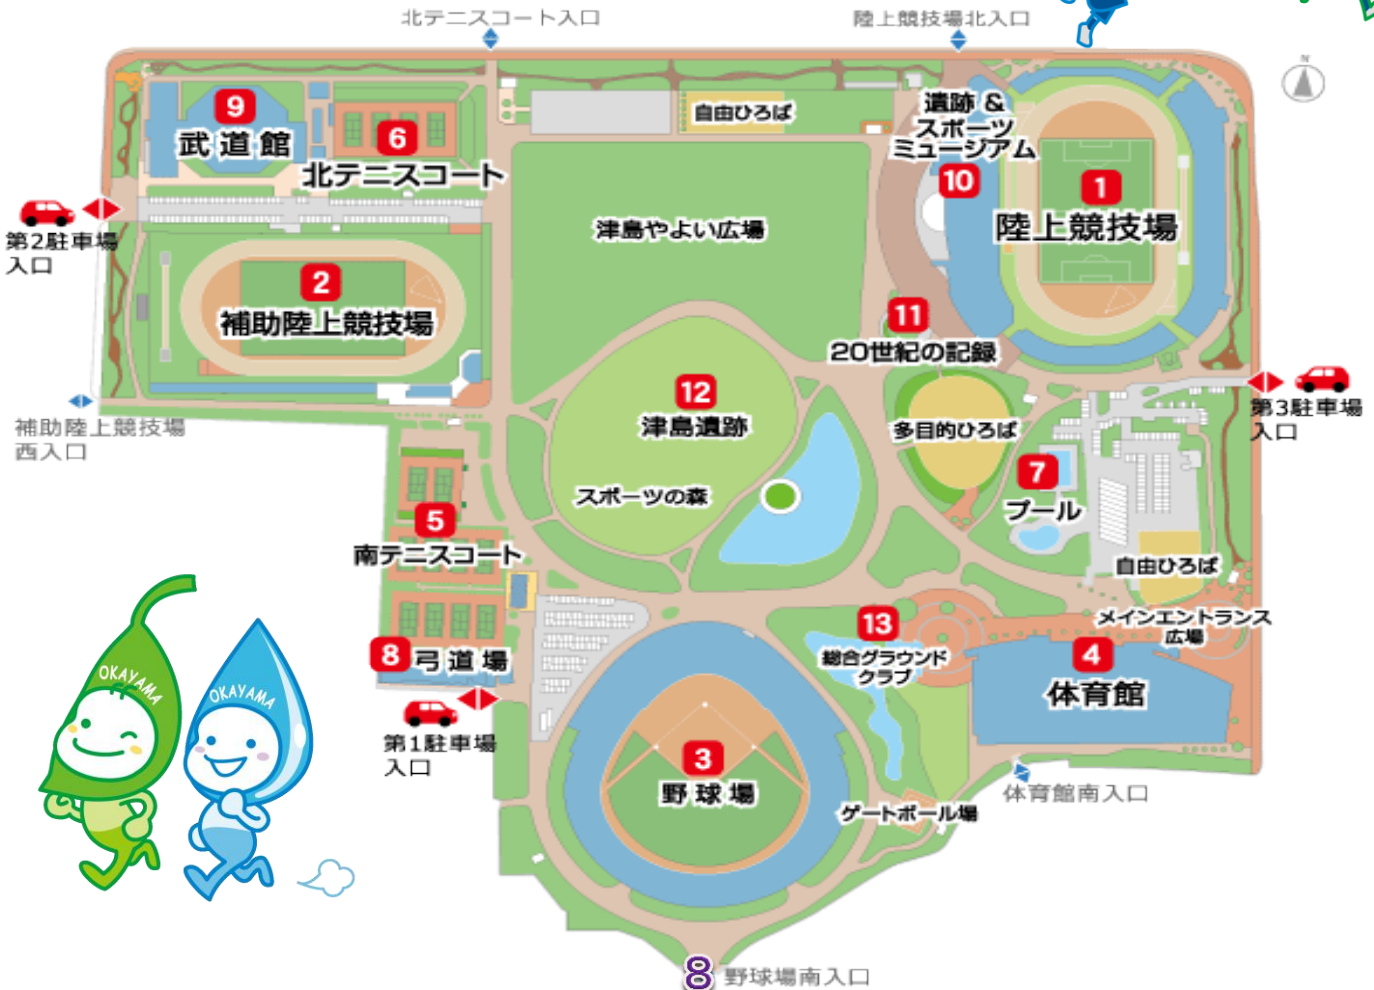 北テニスコート入口
陸上競技場北入口
N
9
武道館
6
北テニスコート
自由ひろば
遺跡 &
スポーツ
ミュージアム
10
1
陸上競技場
第2駐車場
入口
津島やよい広場
2
補助陸上競技場
11
20世紀の記録
12
津島遺跡
第3駐車場
入口
補助陸上競技場
西入口
多目的ひろば
7
プール
スポーツの森
5
南テニスコート
自由ひろば
メインエントランス
広場
13
総合グラウンド
クラブ
4
体育館
8
弓道場
OKAYAMA
OKAYAMA
第1駐車場
入口
3
野球場
体育館南入口
ゲートボール場
8
野球場南入口